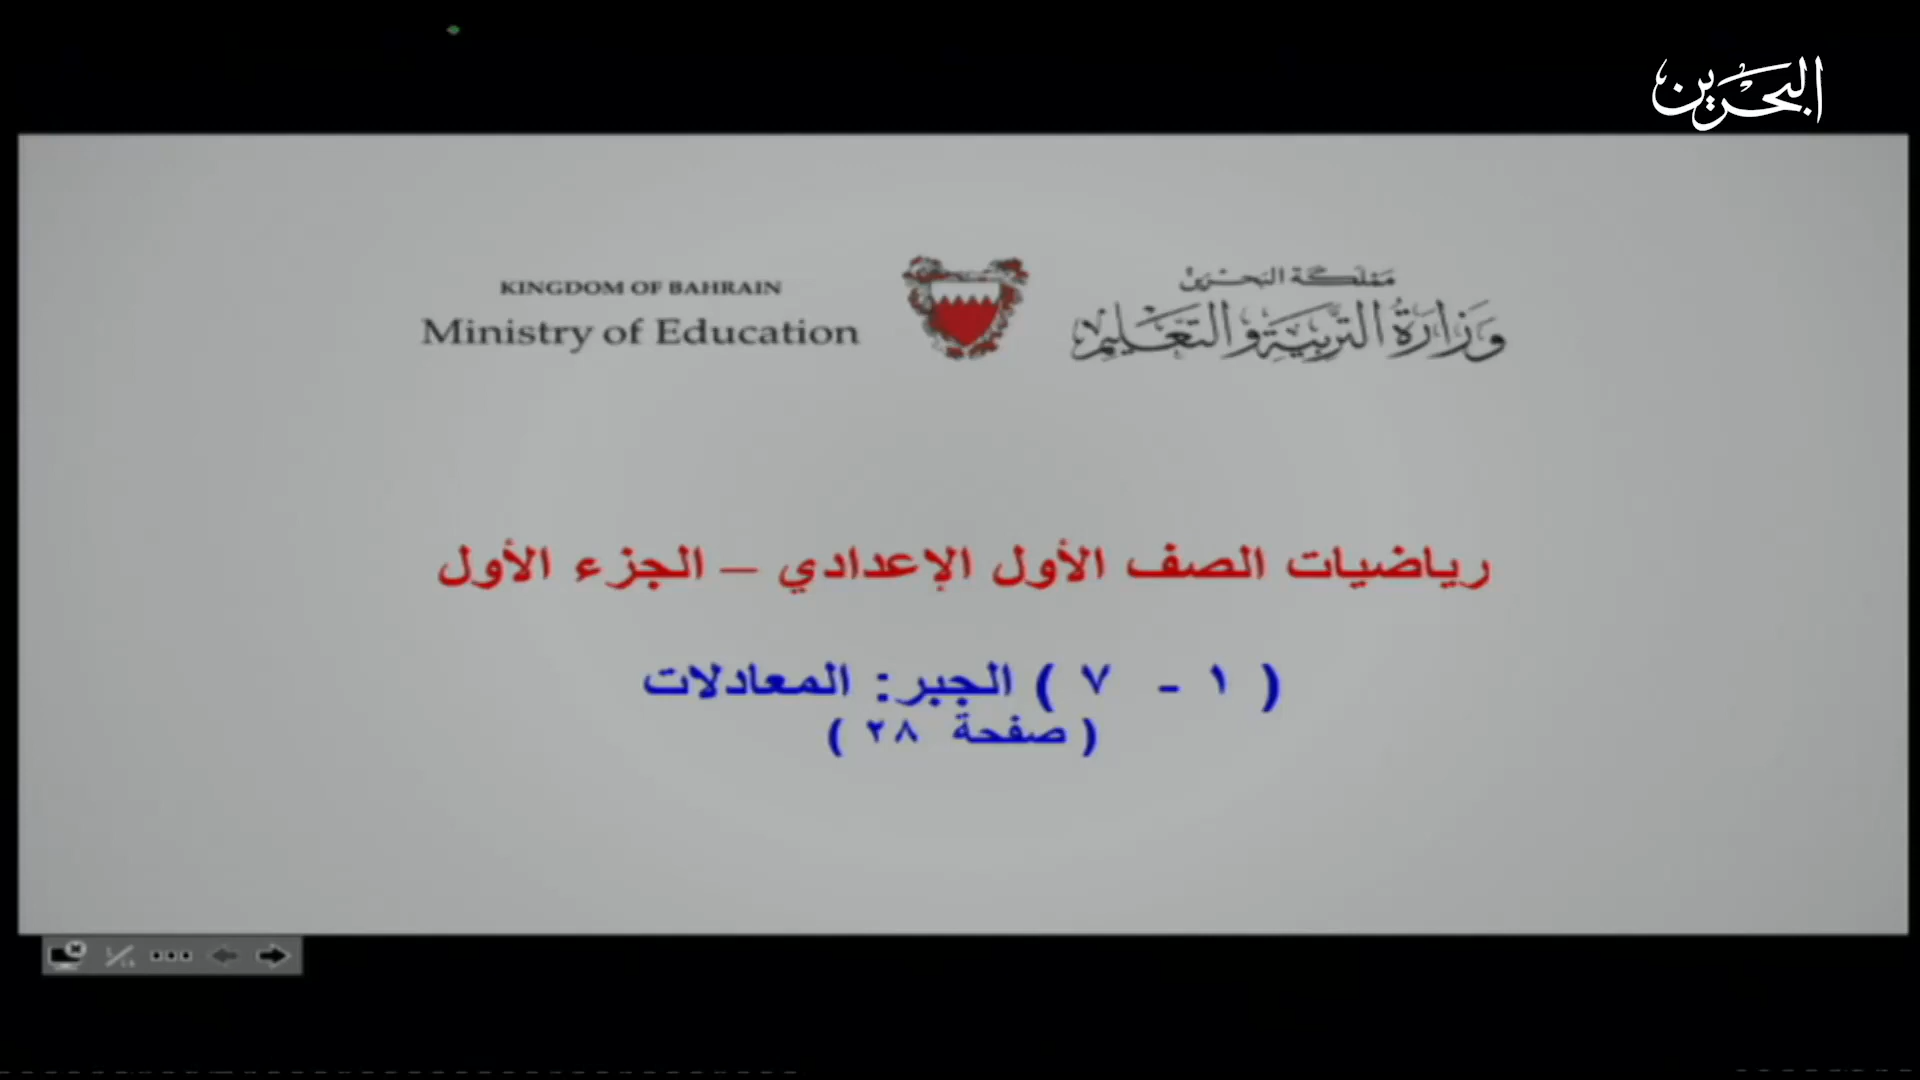 البحرين
KINGDOM OF BAHRAIN
Ministry of Education
مملكة البحرين
وزارة التربية والتعليم
رياضيات الصف الأول الإعدادي – الجزء الأول
( ١ - ٧ ) الجبر: المعادلات
( صفحة ٢٨ )